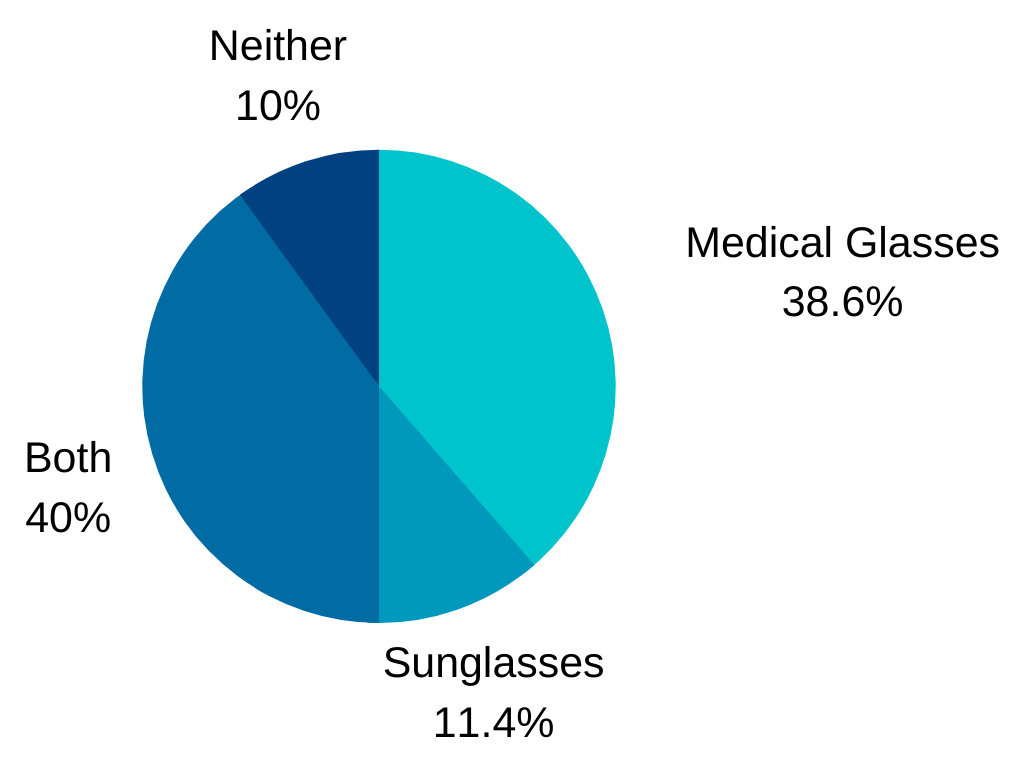 Neither
10%
Medical Glasses
38.6%
Both
40%
Sunglasses
11.4%